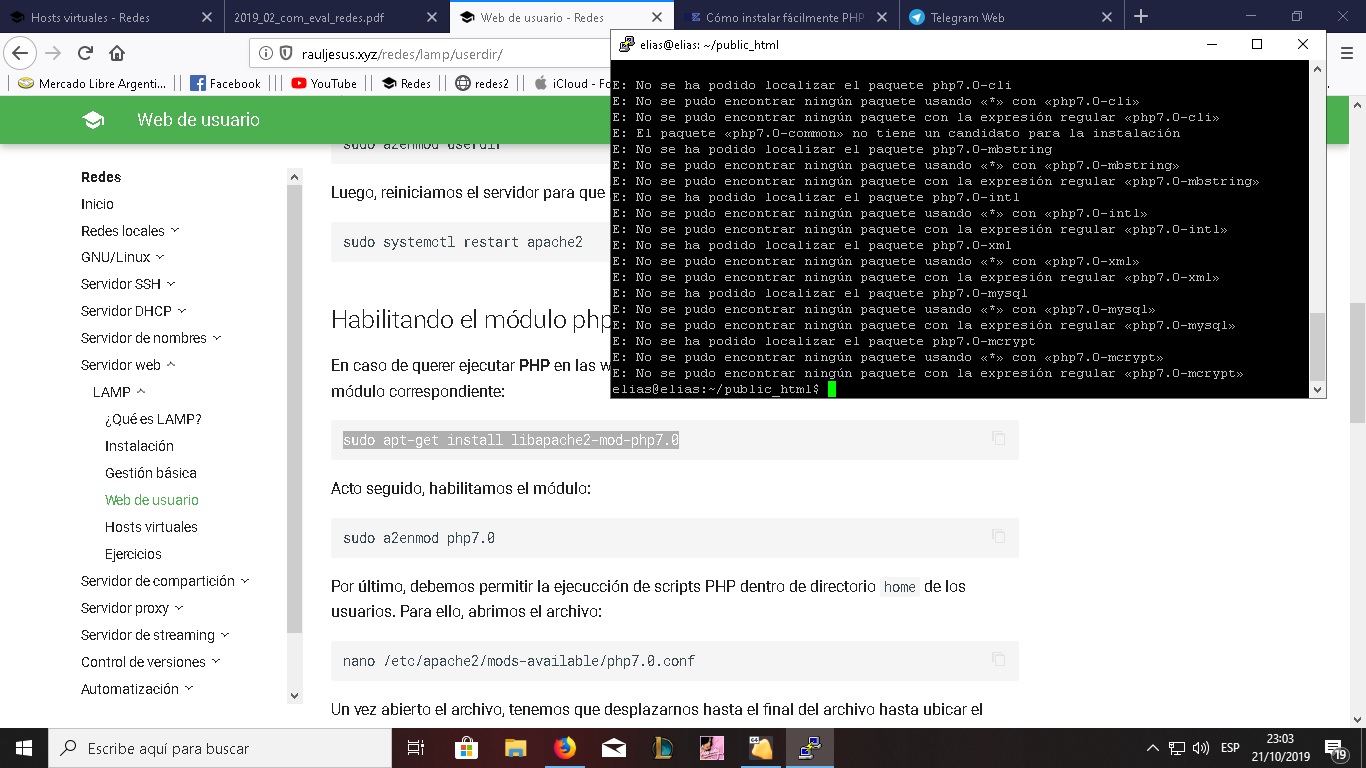 Hosts virtuales - Redes
2019_02_com_eval_redes.pdf
Web de usuario - Redes
Cómo instalar fácilmente PHP
Telegram Web
rauljesus.xyz/redes/lamp/userdir/
Mercado Libre Argenti...
Facebook
YouTube
Redes
redes2
iCloud - Fo
elias@elias: ~/public_html
E: No se ha podido localizar el paquete php7.0-cli
E: No se pudo encontrar ningún paquete usando «*» con «php7.0-cli»
E: No se pudo encontrar ningún paquete con la expresión regular «php7.0-cli»
E: El paquete «php7.0-common» no tiene un candidato para la instalación
E: No se ha podido localizar el paquete php7.0-mbstring
E: No se pudo encontrar ningún paquete usando «*» con «php7.0-mbstring»
E: No se pudo encontrar ningún paquete con la expresión regular «php7.0-mbstring»
E: No se ha podido localizar el paquete php7.0-intl
E: No se pudo encontrar ningún paquete usando «*» con «php7.0-intl»
E: No se pudo encontrar ningún paquete con la expresión regular «php7.0-intl»
E: No se ha podido localizar el paquete php7.0-xml
E: No se pudo encontrar ningún paquete usando «*» con «php7.0-xml»
E: No se pudo encontrar ningún paquete con la expresión regular «php7.0-xml»
E: No se ha podido localizar el paquete php7.0-mysql
E: No se pudo encontrar ningún paquete usando «*» con «php7.0-mysql»
E: No se pudo encontrar ningún paquete con la expresión regular «php7.0-mysql»
E: No se ha podido localizar el paquete php7.0-mcrypt
E: No se pudo encontrar ningún paquete usando «*» con «php7.0-mcrypt»
E: No se pudo encontrar ningún paquete con la expresión regular «php7.0-mcrypt»
elias@elias:~/public_html$
Web de usuario
Redes
Inicio
Redes locales
GNU/Linux
Servidor SSH
Servidor DHCP
Servidor de nombres
Servidor web
LAMP
¿Qué es LAMP?
Instalación
Gestión básica
Web de usuario
Hosts virtuales
Ejercicios
Servidor de compartición
Servidor proxy
Servidor de streaming
Control de versiones
Automatización
sudo a2enmod userdir
Luego, reiniciamos el servidor para que
sudo systemctl restart apache2
Habilitando el módulo php
En caso de querer ejecutar PHP en las w
módulo correspondiente:
sudo apt-get install libapache2-mod-php7.0
Acto seguido, habilitamos el módulo:
sudo a2enmod php7.0
Por último, debemos permitir la ejecucción de scripts PHP dentro de directorio home de los
usuarios. Para ello, abrimos el archivo:
nano /etc/apache2/mods-available/php7.0.conf
Un vez abierto el archivo, tenemos que desplazarnos hasta el final del archivo hasta ubicar el
Escribe aquí para buscar
64
ESP
23:03
21/10/2019
19